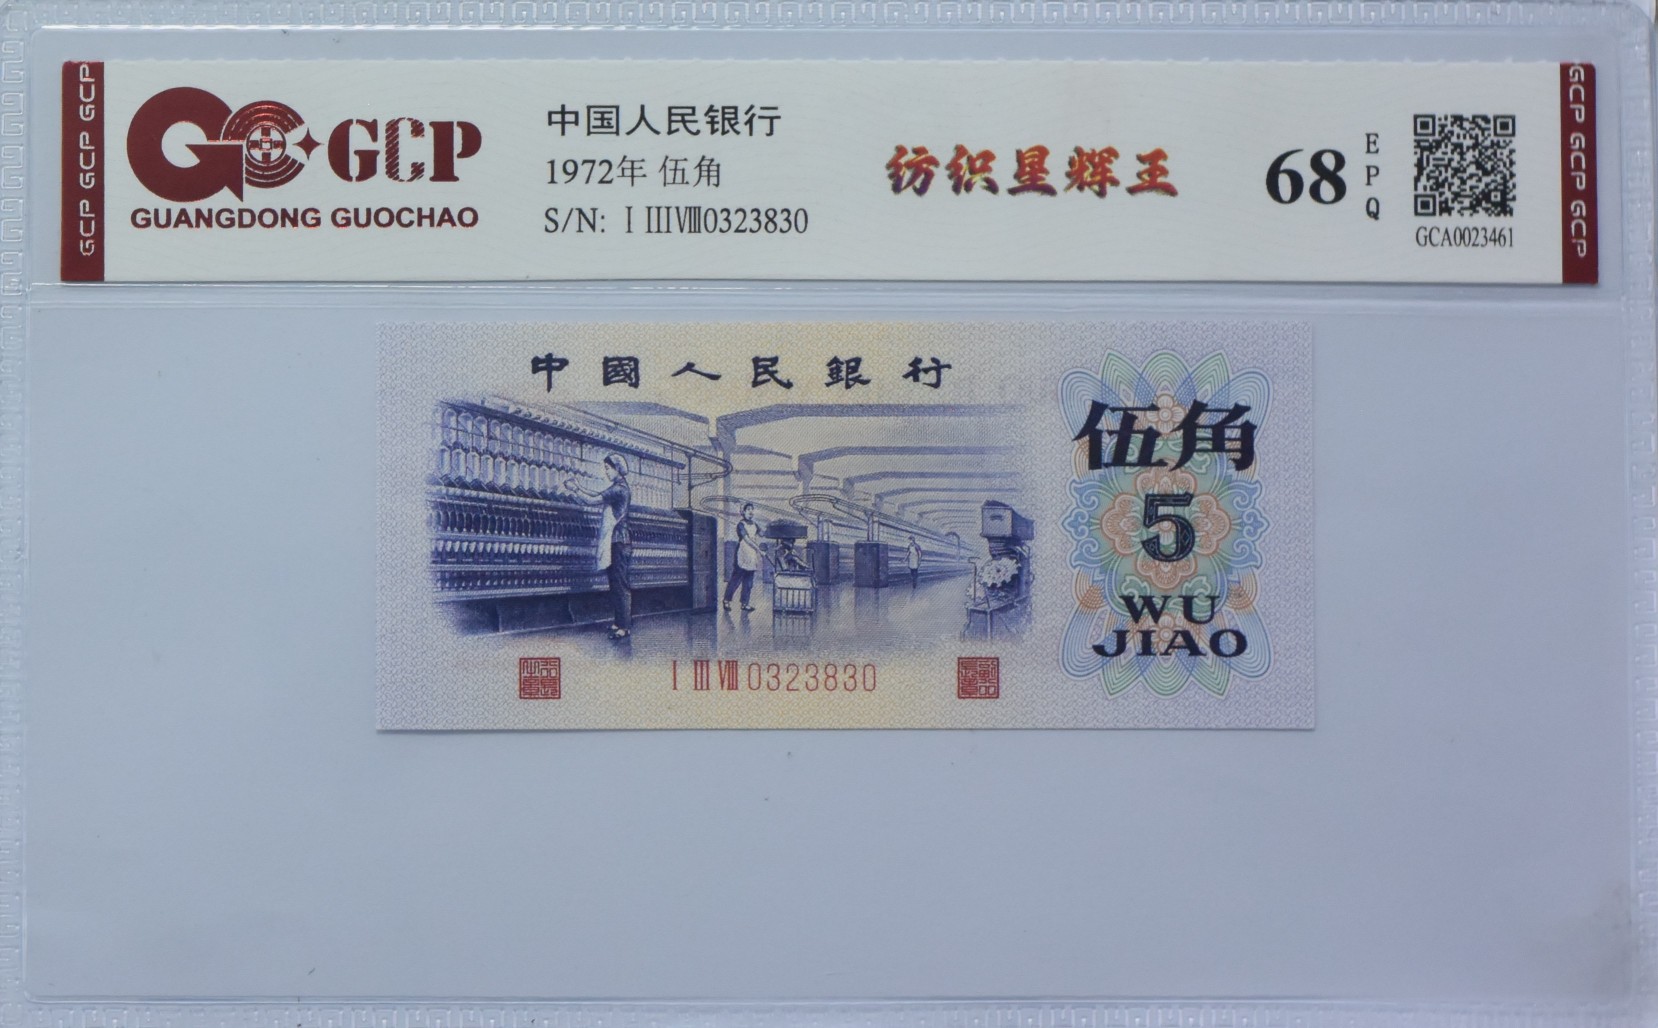 GCP GCP GCP
GCP
GUANGDONG GUOCHAO
中国人民银行
1972年 伍角
S/N: Ⅰ Ⅲ Ⅷ 0323830
纺织星辉王
68
E
P
Q
GCA0023461
GCP GCP GCP
中國人民銀行
伍角
5
WU
JIAO
Ⅰ Ⅲ Ⅷ 0323830